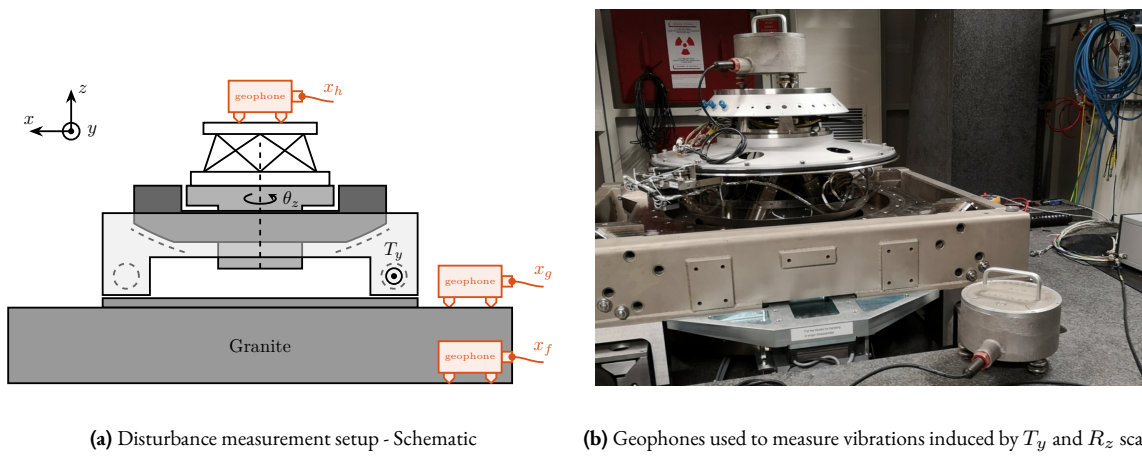 geophone
x_h
z
x
y
θ_z
T_y
geophone
x_g
Granite
geophone
x_f
(a) Disturbance measurement setup - Schematic
(b) Geophones used to measure vibrations induced by T_y and R_z sca